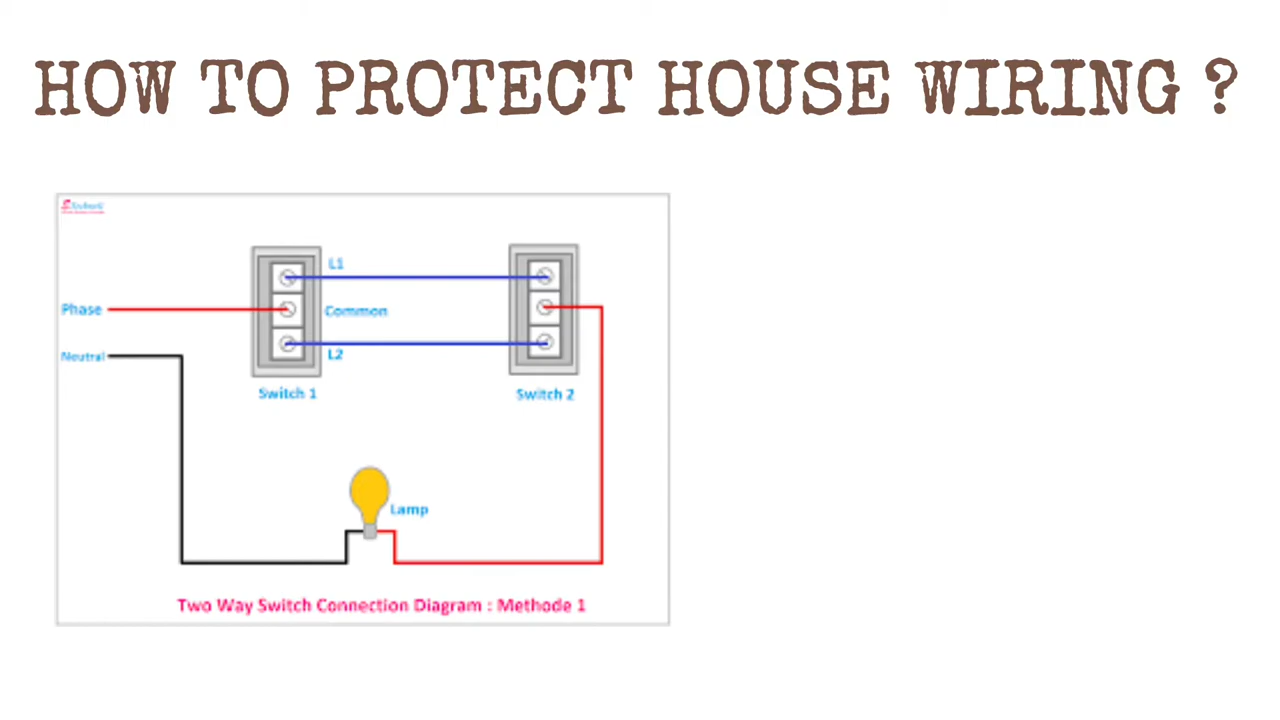 HOW TO PROTECT HOUSE WIRING ?
L1
Phase
Common
Neutral
L2
Switch 1
Switch 2
Lamp
Two Way Switch Connection Diagram : Methode 1